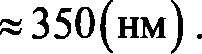 ≈ 350(нм) .